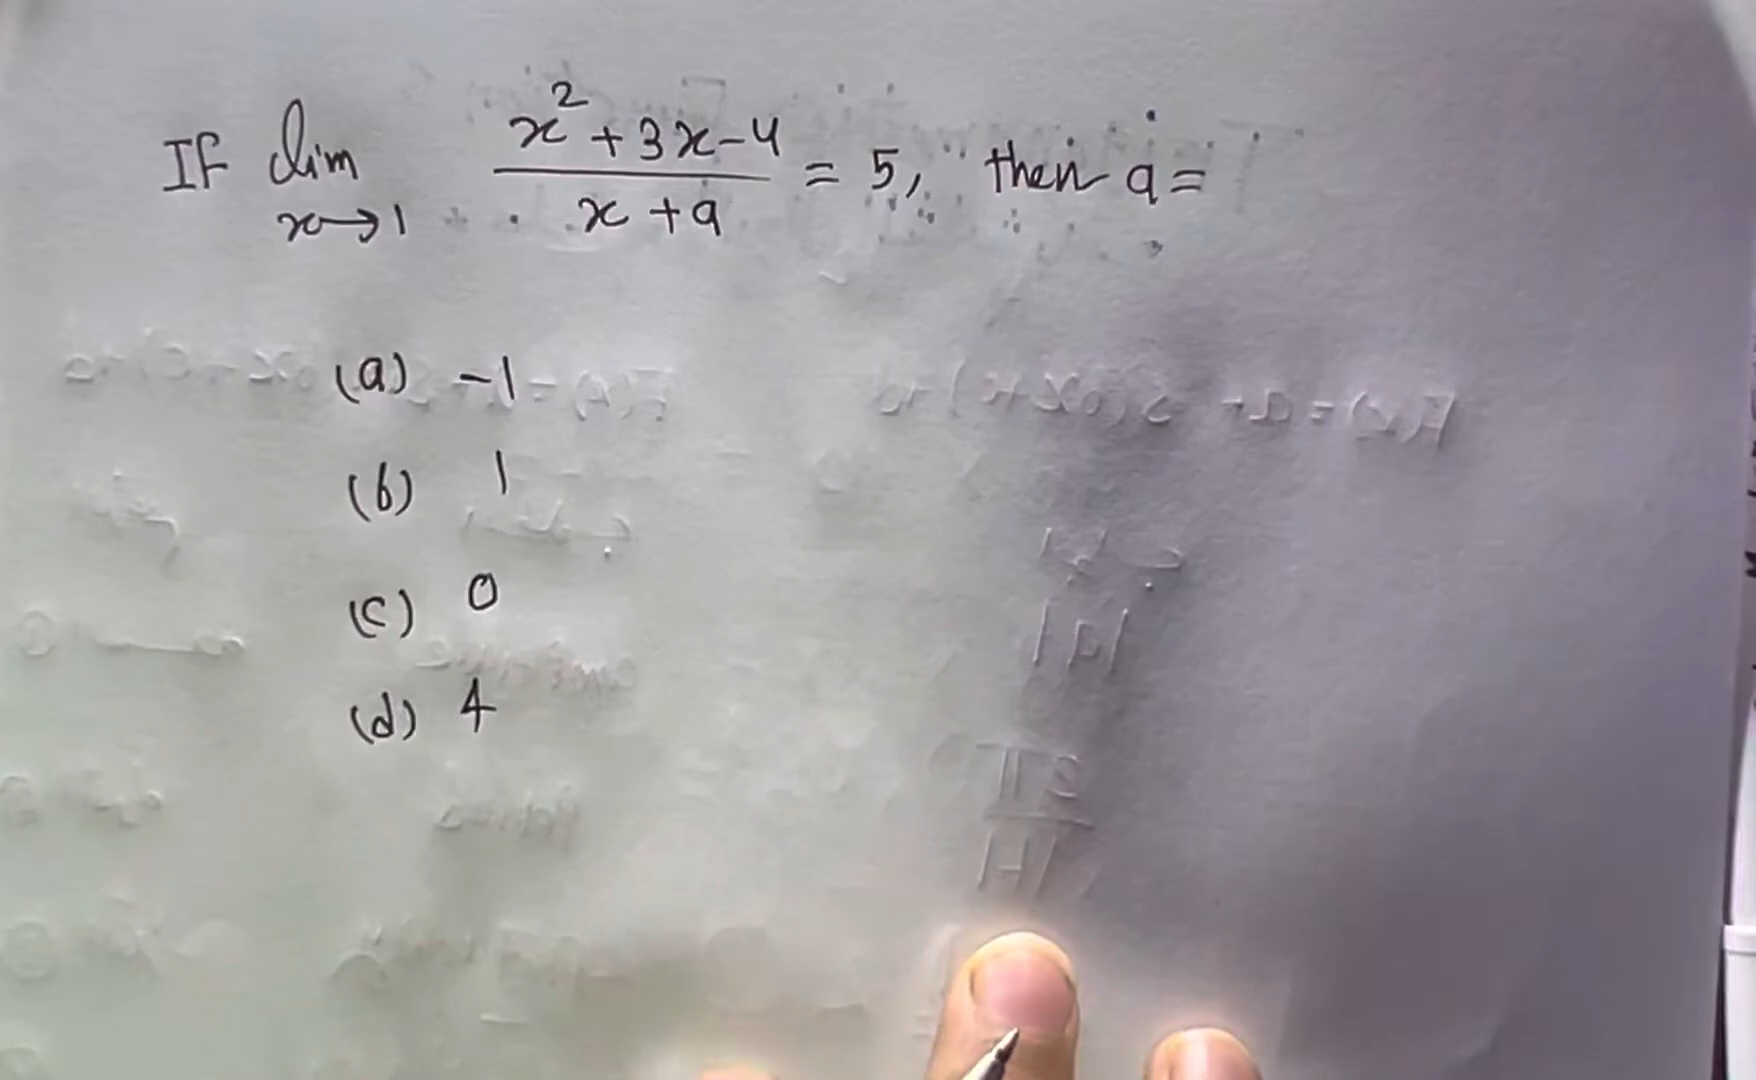 If lim x→1 x²+3x-4 / x+a = 5, then a=
(a) -1
(b) 1
(c) 0
(d) 4